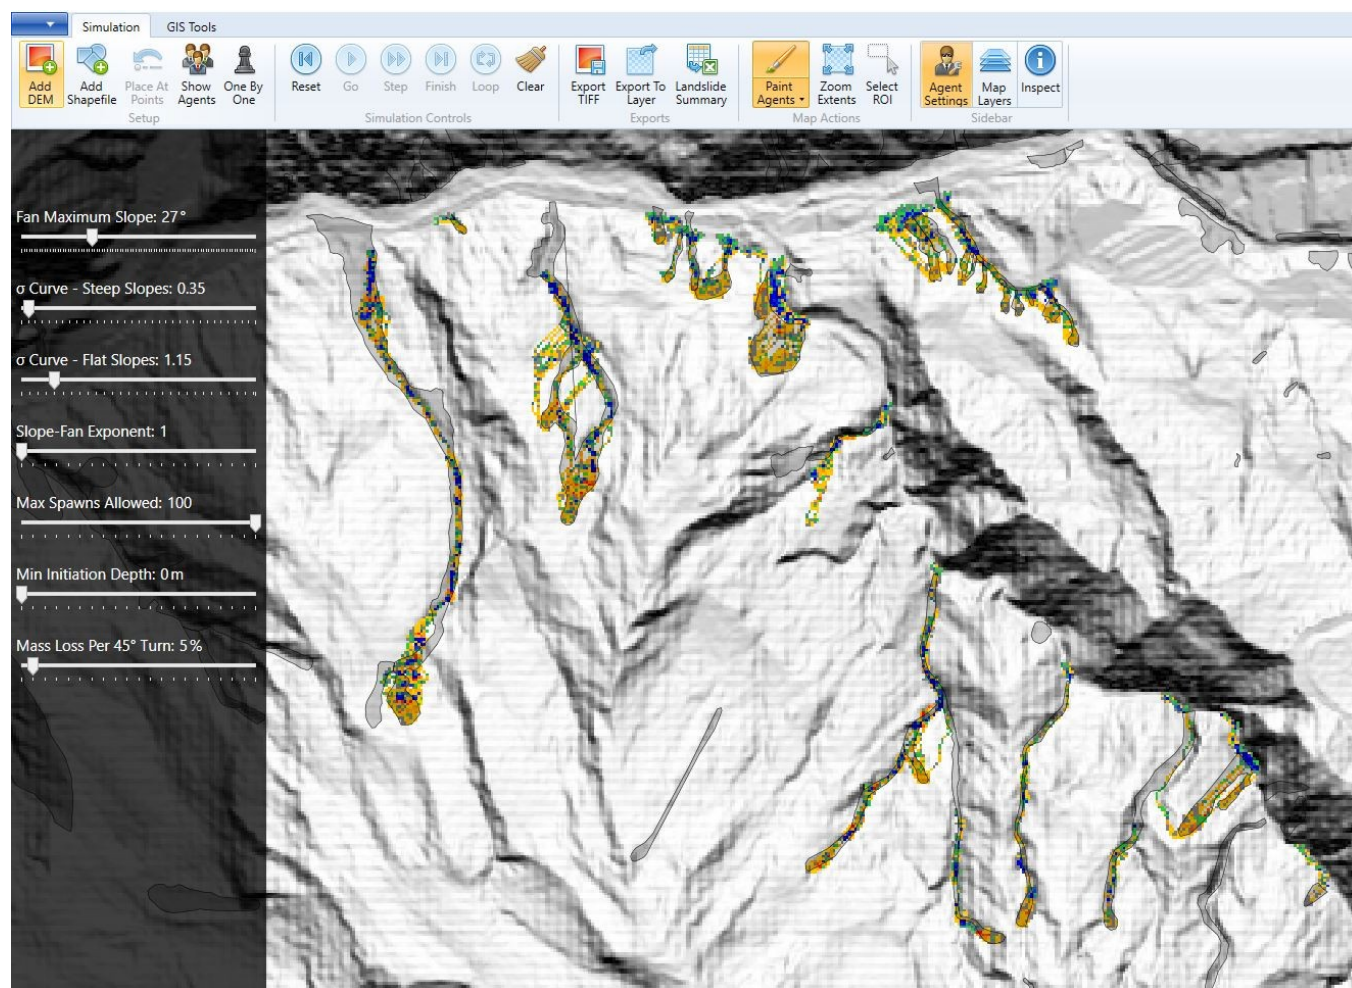 Simulation GIS Tools
Add DEM
Add Shapefile
Place At Points
Show Agents
One By One
Reset
Go
Step
Finish
Loop
Clear
Export TIFF
Export To Layer
Landslide Summary
Paint Agents
Zoom Extents
Select ROI
Agent Settings
Map Layers
Inspect
Setup
Simulation Controls
Exports
Map Actions
Sidebar
Fan Maximum Slope: 27°
σ Curve - Steep Slopes: 0.35
σ Curve - Flat Slopes: 1.15
Slope-Fan Exponent: 1
Max Spawns Allowed: 100
Min Initiation Depth: 0 m
Mass Loss Per 45° Turn: 5 %